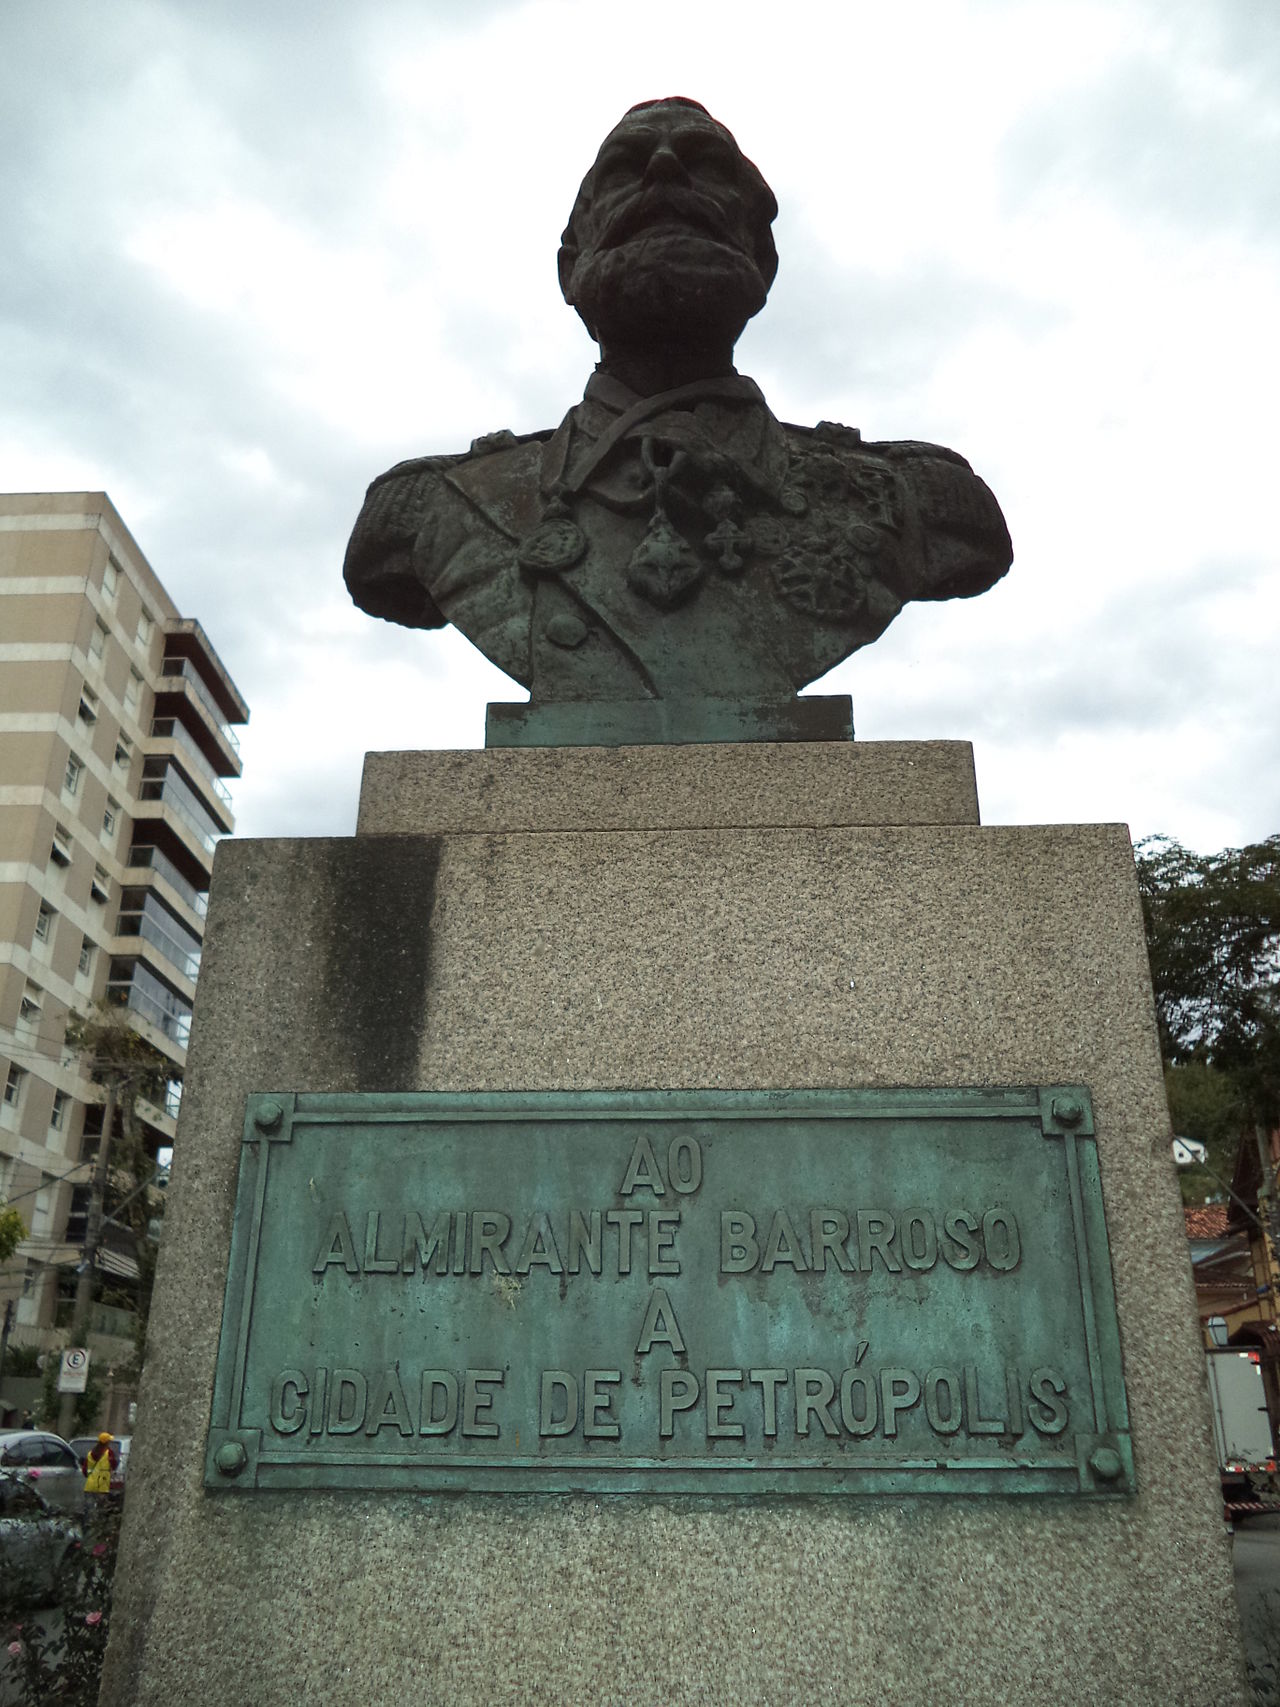 AO
ALMIRANTE BARROSO
A
CIDADE DE PETRÓPOLIS
E